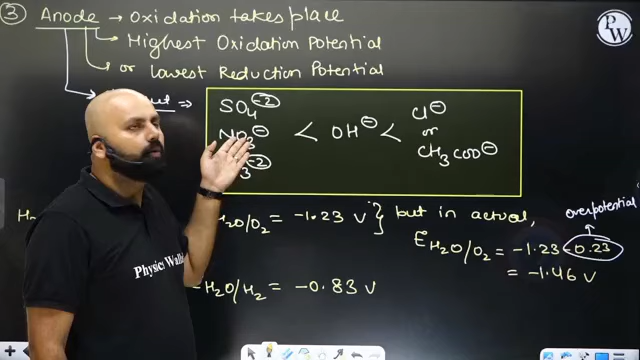 ③ Anode → Oxidation takes place
→ Highest Oxidation Potential
→ or Lowest Reduction Potential
⇒ SO₄⁻² 
NO₃⊖ < OH⊖ < Cl⊖
or
CH₃COO⊖
₃⁻²
H₂O/O₂ = -1.23 V } but in actual,
overpotential
E H₂O/O₂ = -1.23 -0.23
= -1.46 V
H₂O/H₂ = -0.83 V
Physics Wall
PW